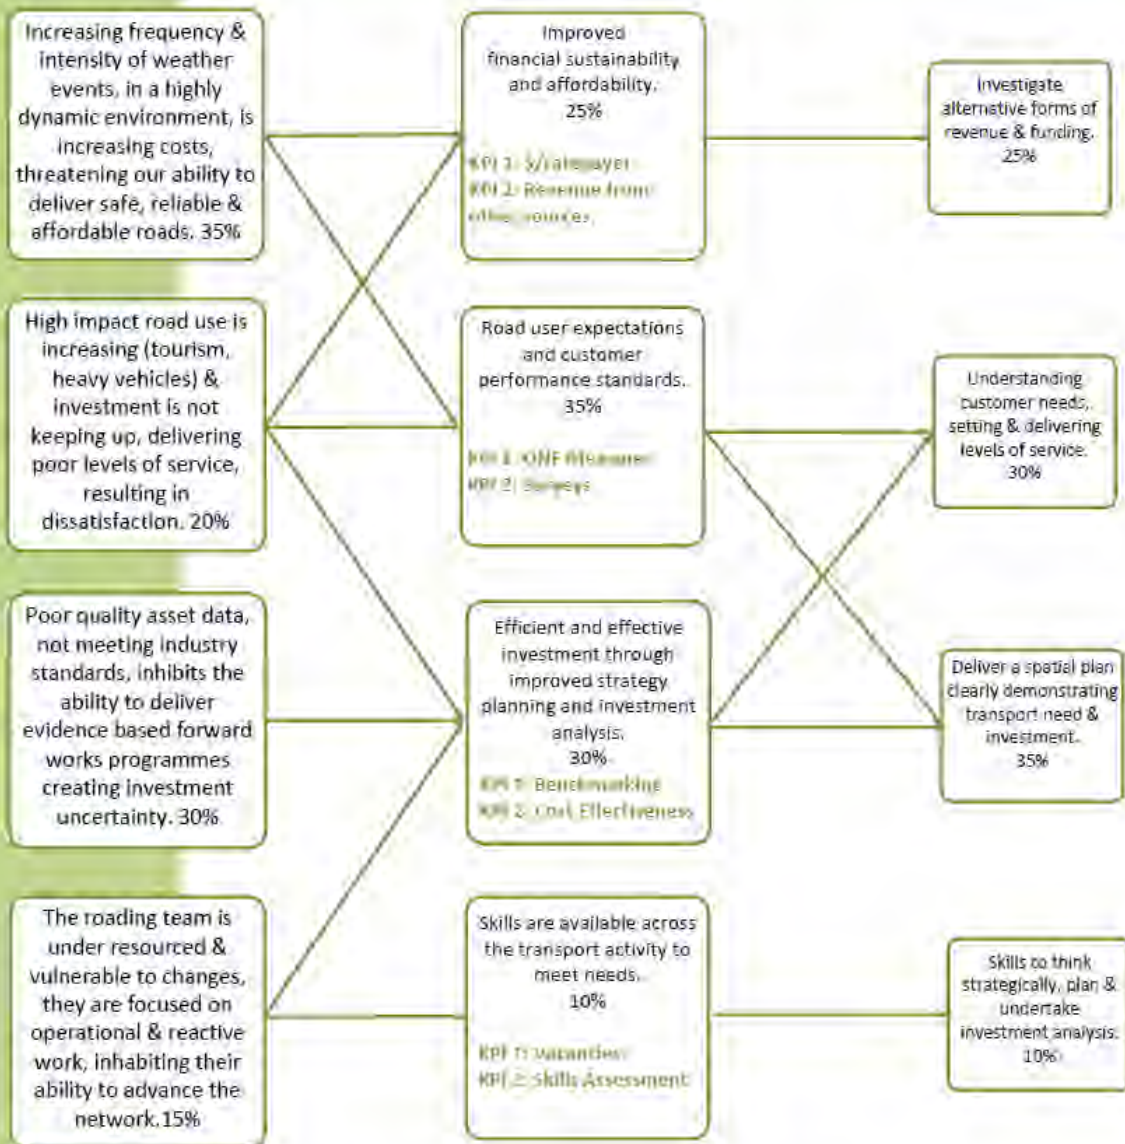 Increasing frequency &
intensity of weather
events, in a highly
dynamic environment, is
increasing costs,
threatening our ability to
deliver safe, reliable &
affordable roads. 35%
High impact road use is
increasing (tourism,
heavy vehicles) &
investment is not
keeping up, delivering
poor levels of service,
resulting in
dissatisfaction. 20%
Poor quality asset data,
not meeting industry
standards, inhibits the
ability to deliver
evidence based forward
works programmes
creating investment
uncertainty. 30%
The roading team is
under resourced &
vulnerable to changes,
they are focused on
operational & reactive
work, inhabiting their
ability to advance the
network.15%
Improved
financial sustainability
and affordability.
25%
KPI 1: $/ratepayer
KPI 2: Revenue from
other sources
Road user expectations
and customer
performance standards.
35%
KPI 1: ONF Measures
KPI 2: Surveys
Efficient and effective
investment through
improved strategy
planning and investment
analysis.
30%
KPI 1: Benchmarking
KPI 2: Cost Effectiveness
Skills are available across
the transport activity to
meet needs.
10%
KPI 1: Vacancies
KPI 2: Skills Assessment
Investigate
alternative forms of
revenue & funding.
25%
Understanding
customer needs,
setting & delivering
levels of service.
30%
Deliver a spatial plan
clearly demonstrating
transport need &
investment.
35%
Skills to think
strategically, plan &
undertake
investment analysis.
10%